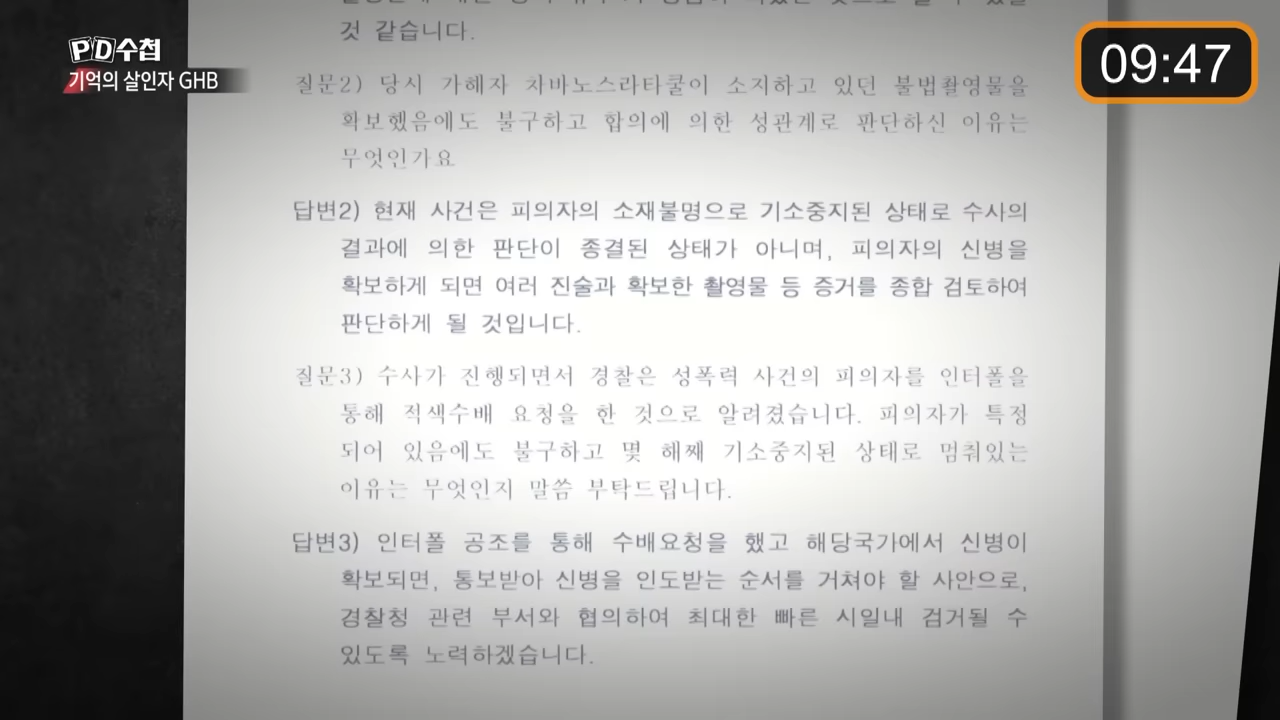 PD수첩
기억의 살인자 GHB
09:47
것 같습니다.
질문2) 당시 가해자 차바노스라타쿨이 소지하고 있던 불법촬영물을
확보했음에도 불구하고 합의에 의한 성관계로 판단하신 이유는
무엇인가요
답변2) 현재 사건은 피의자의 소재불명으로 기소중지된 상태로 수사의
결과에 의한 판단이 종결된 상태가 아니며, 피의자의 신병을
확보하게 되면 여러 진술과 확보한 촬영물 등 증거를 종합 검토하여
판단하게 될 것입니다.
질문3) 수사가 진행되면서 경찰은 성폭력 사건의 피의자를 인터폴을
통해 적색수배 요청을 한 것으로 알려졌습니다. 피의자가 특정
되어 있음에도 불구하고 몇 해째 기소중지된 상태로 멈춰있는
이유는 무엇인지 말씀 부탁드립니다.
답변3) 인터폴 공조를 통해 수배요청을 했고 해당국가에서 신병이
확보되면, 통보받아 신병을 인도받는 순서를 거쳐야 할 사안으로,
경찰청 관련 부서와 협의하여 최대한 빠른 시일내 검거될 수
있도록 노력하겠습니다.